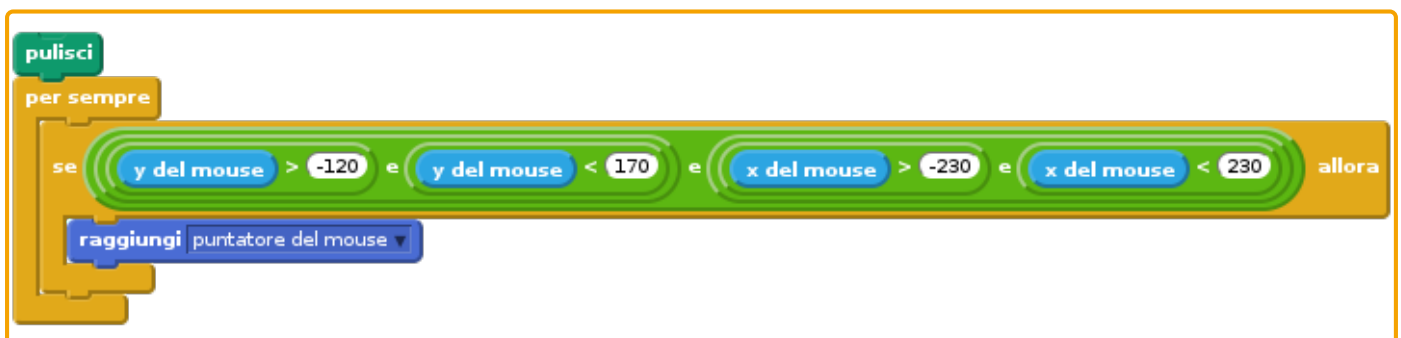 pulisci
per sempre
se y del mouse > -120 e y del mouse < 170 e x del mouse > -230 e x del mouse < 230 allora
raggiungi puntatore del mouse